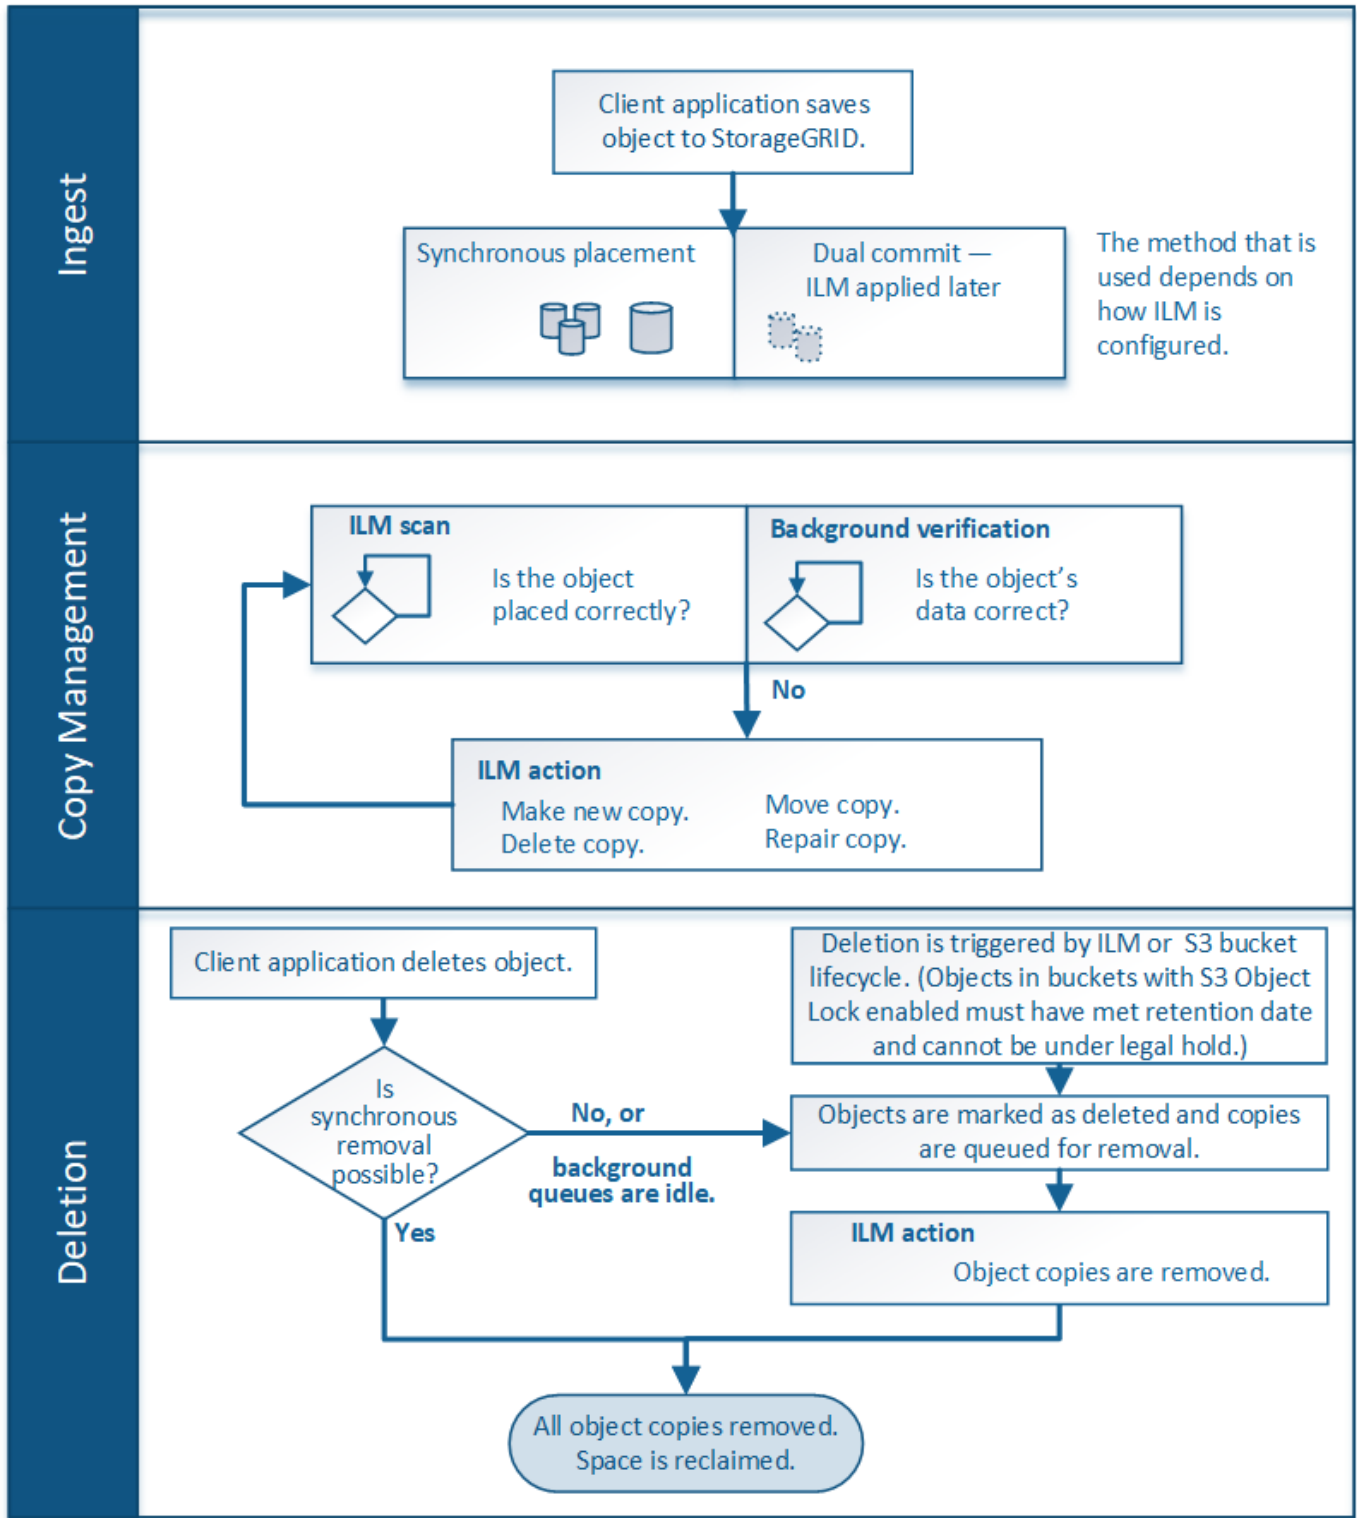 Ingest
Client application saves
object to StorageGRID.
Synchronous placement
Dual commit —
ILM applied later
The method that is
used depends on
how ILM is
configured.
Copy Management
ILM scan
Is the object
placed correctly?
Background verification
Is the object’s
data correct?
No
ILM action
Make new copy.
Delete copy.
Move copy.
Repair copy.
Deletion
Client application deletes object.
Is
synchronous
removal
possible?
No, or
background
queues are idle.
Yes
Deletion is triggered by ILM or S3 bucket
lifecycle. (Objects in buckets with S3 Object
Lock enabled must have met retention date
and cannot be under legal hold.)
Objects are marked as deleted and copies
are queued for removal.
ILM action
Object copies are removed.
All object copies removed.
Space is reclaimed.